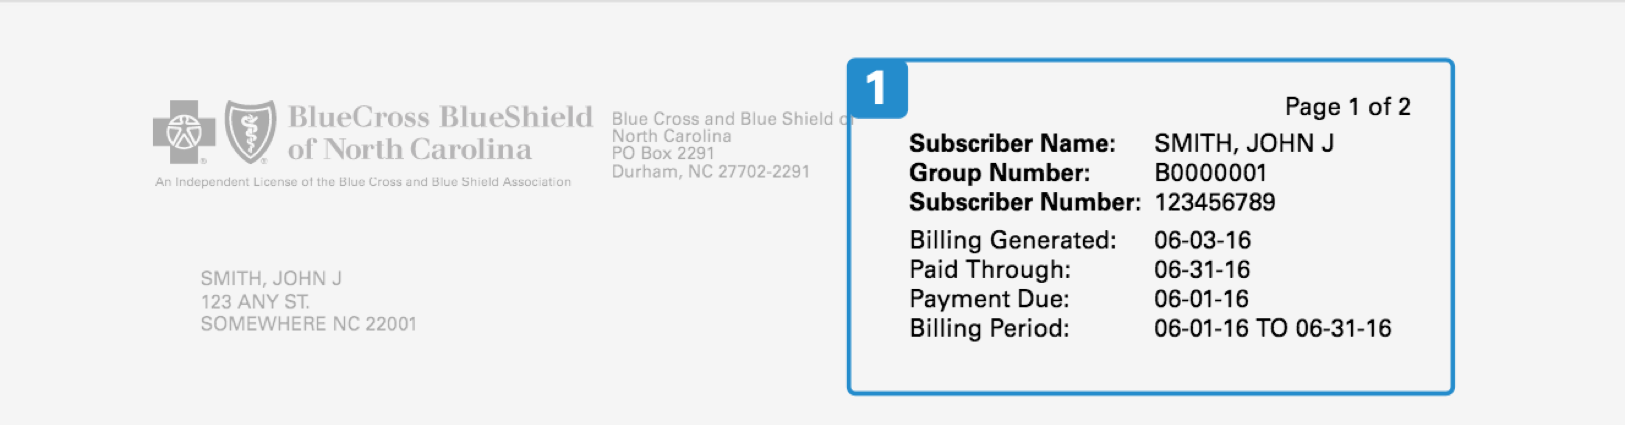 BlueCross BlueShield
of North Carolina
An Independent License of the Blue Cross and Blue Shield Association
Blue Cross and Blue Shield of
North Carolina
PO Box 2291
Durham, NC 27702-2291
SMITH, JOHN J
123 ANY ST.
SOMEWHERE NC 22001
1
Page 1 of 2
Subscriber Name: SMITH, JOHN J
Group Number: B0000001
Subscriber Number: 123456789
Billing Generated: 06-03-16
Paid Through: 06-31-16
Payment Due: 06-01-16
Billing Period: 06-01-16 TO 06-31-16